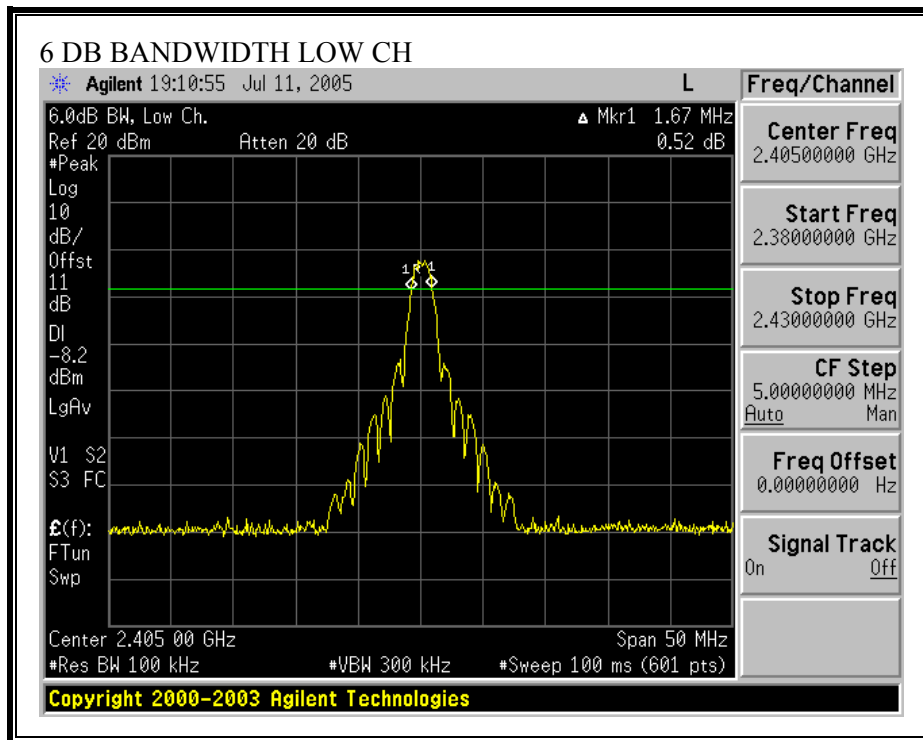 6 DB BANDWIDTH LOW CH
Agilent 19:10:55 Jul 11, 2005 L
Freq/Channel
6.0dB BW, Low Ch.
Δ Mkr1 1.67 MHz
Ref 20 dBm Atten 20 dB 0.52 dB
#Peak
Log
10
dB/
Offst
11
dB
DI
-8.2
dBm
LgAv
V1 S2
S3 FC
£(f):
FTun
Swp
1R 1
Center 2.405 00 GHz Span 50 MHz
#Res BW 100 kHz #VBW 300 kHz #Sweep 100 ms (601 pts)
Center Freq
2.40500000 GHz
Start Freq
2.38000000 GHz
Stop Freq
2.43000000 GHz
CF Step
5.00000000 MHz
Auto Man
Freq Offset
0.00000000 Hz
Signal Track
On Off
Copyright 2000-2003 Agilent Technologies